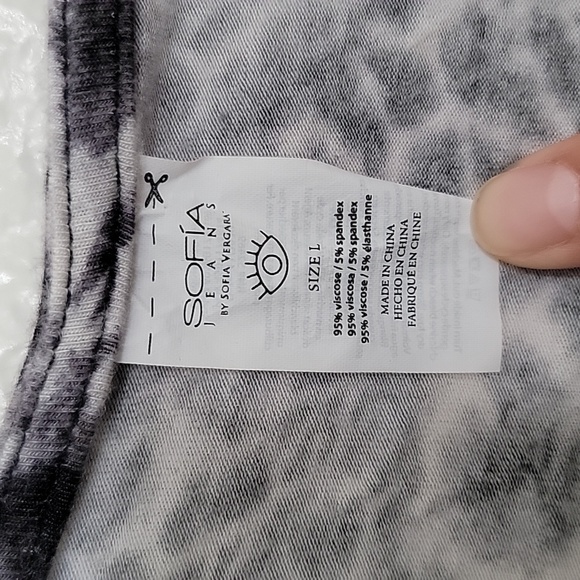 SOFÍA
JEANS
BY SOFIA VERGARA
SIZE L
95% viscose / 5% spandex
95% viscosa / 5% spandex
95% viscose / 5% élasthanne
MADE IN CHINA
HECHO EN CHINA
FABRIQUÉ EN CHINE